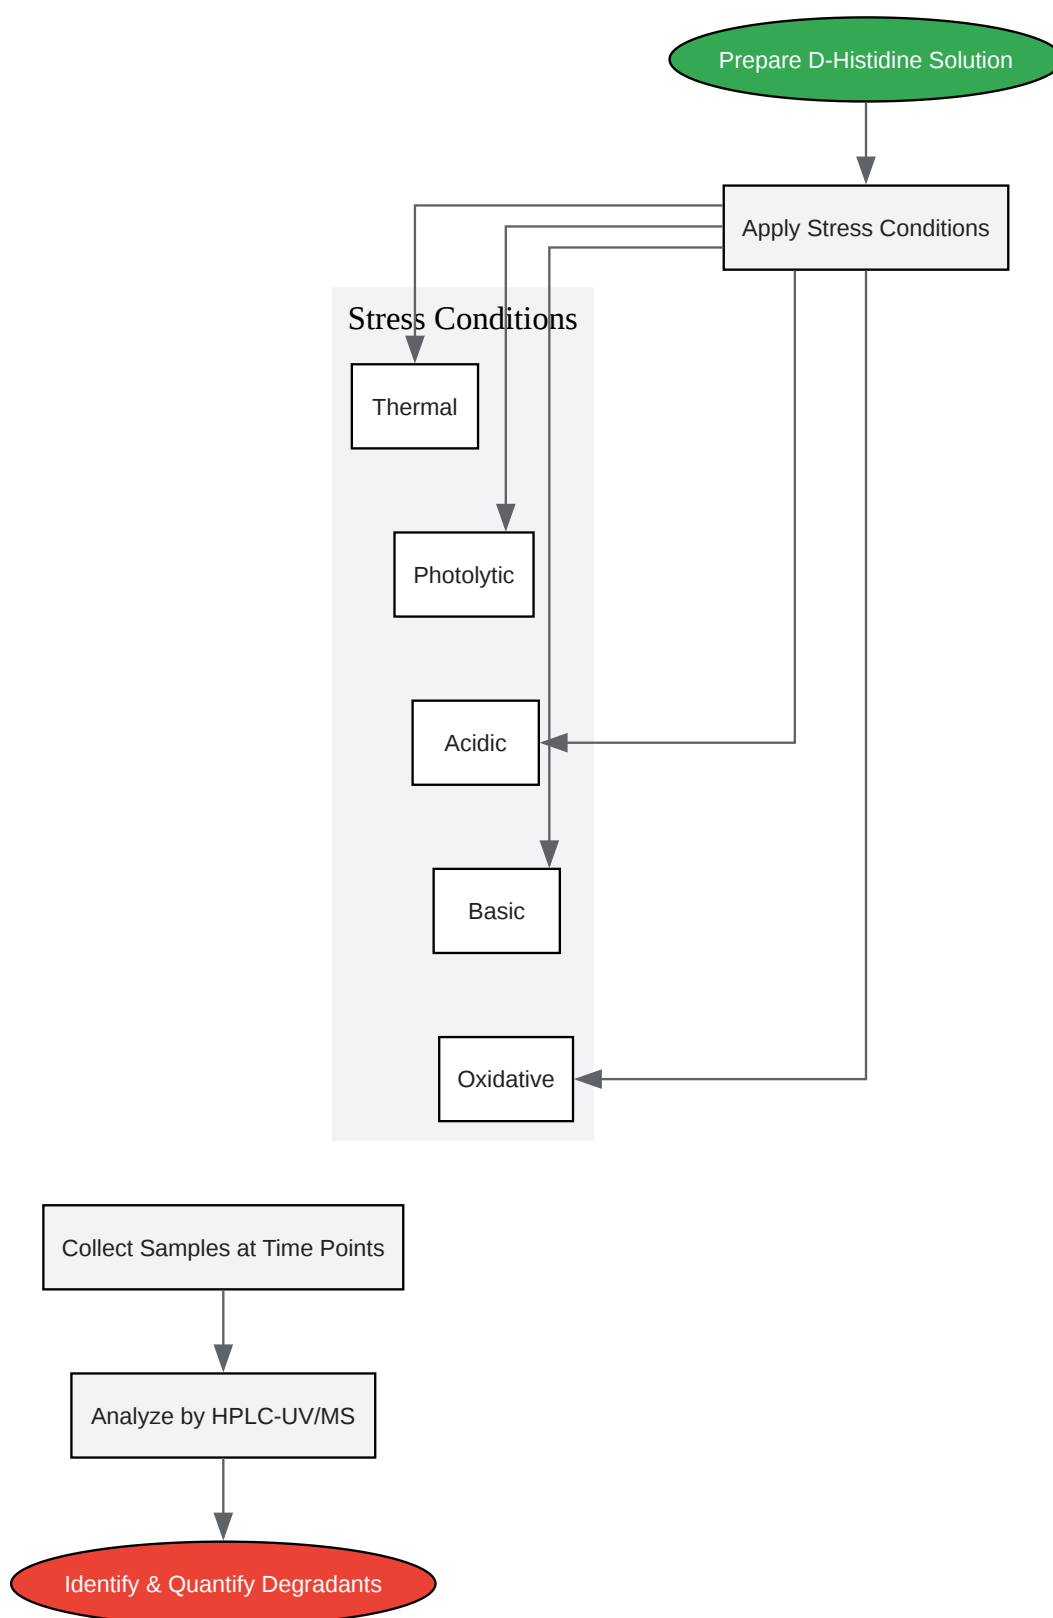 Prepare D-Histidine Solution
Apply Stress Conditions
Stress Conditions
Thermal
Photolytic
Acidic
Basic
Oxidative
Collect Samples at Time Points
Analyze by HPLC-UV/MS
Identify & Quantify Degradants